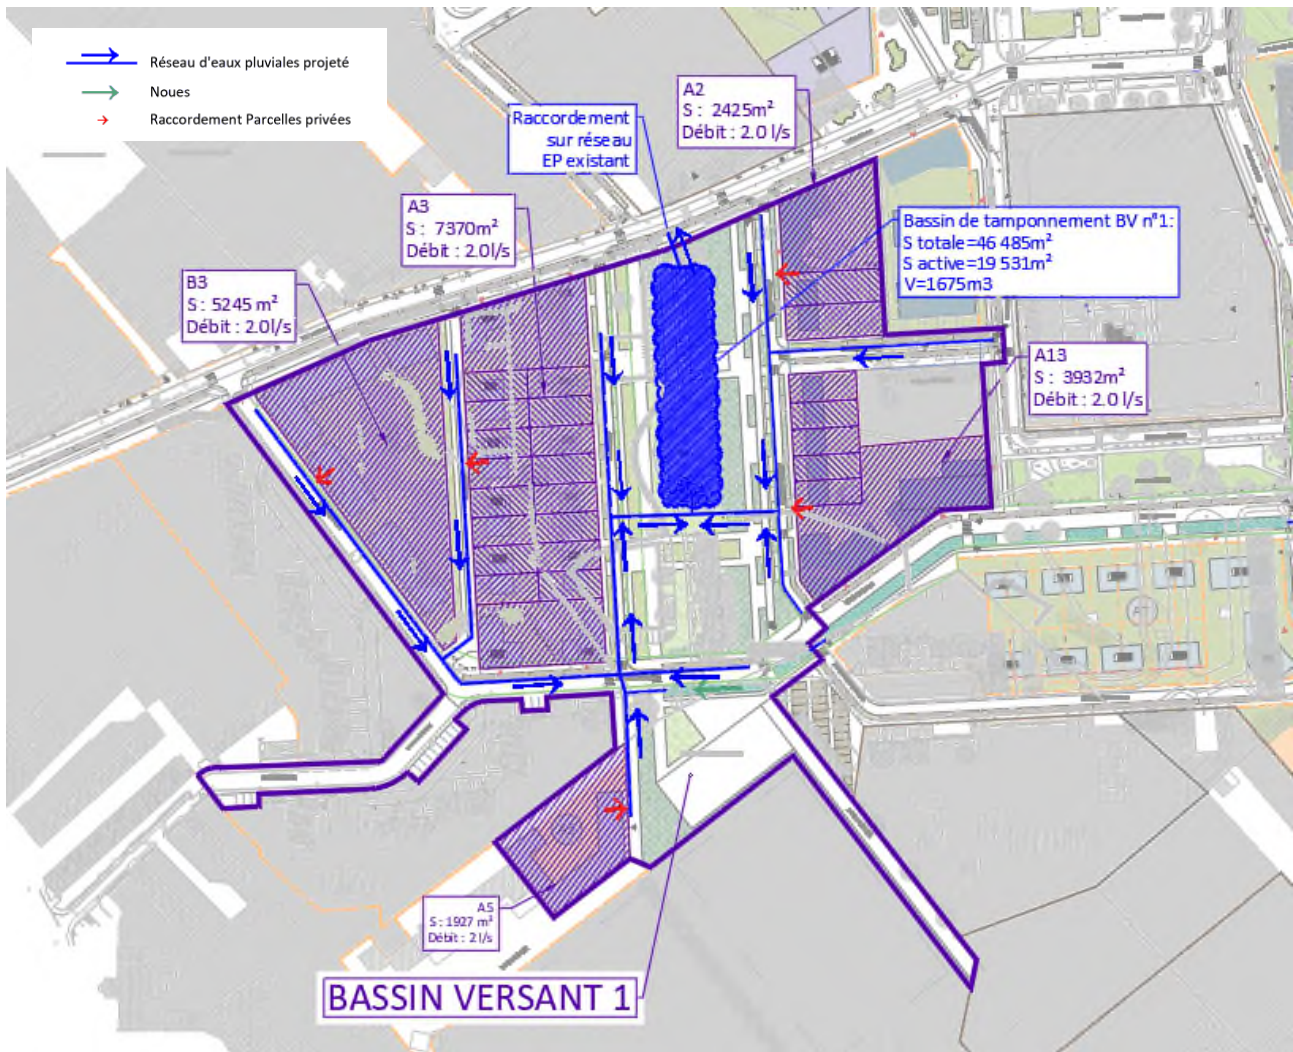 Réseau d'eaux pluviales projeté
Noues
Raccordement Parcelles privées
A2
S : 2425m²
Débit : 2.0 l/s
Raccordement
sur réseau
EP existant
A3
S : 7370m²
Débit : 2.0l/s
Bassin de tamponnement BV n°1:
S totale=46 485m²
S active=19 531m²
V=1675m3
B3
S : 5245 m²
Débit : 2.0l/s
A13
S : 3932m²
Débit : 2.0 l/s
A5
S : 1927 m²
Débit : 2 l/s
BASSIN VERSANT 1